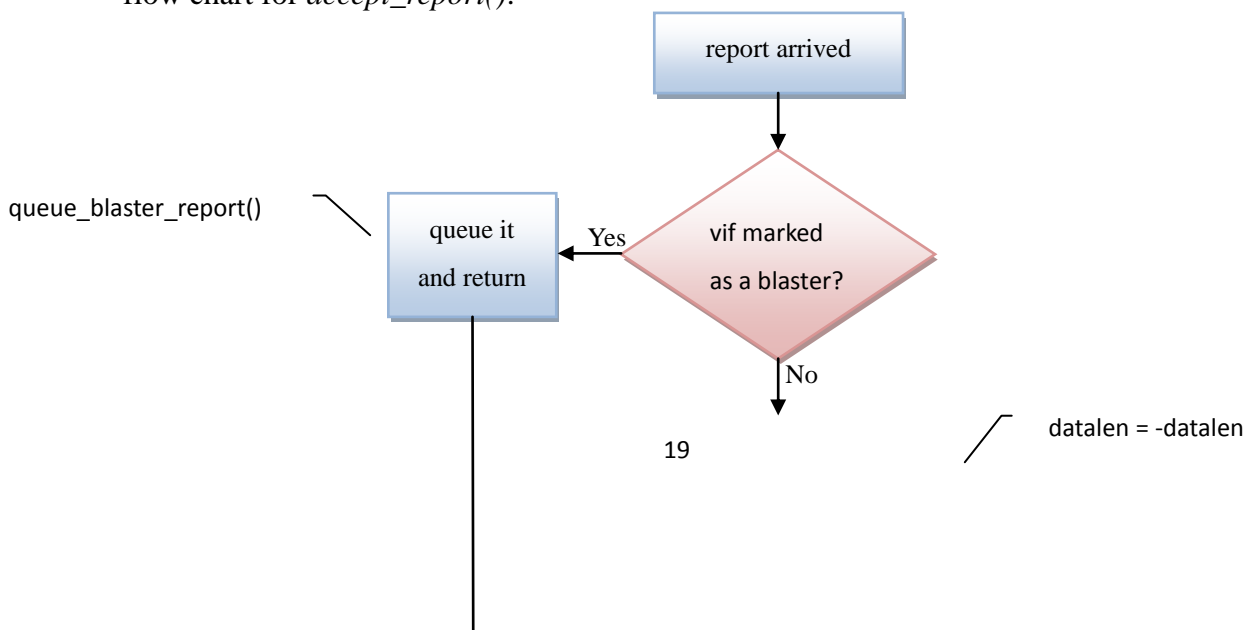 flow chart for accept_report():
report arrived
queue_blaster_report()
queue it
and return
Yes
vif marked
as a blaster?
No
datalen = -datalen
19